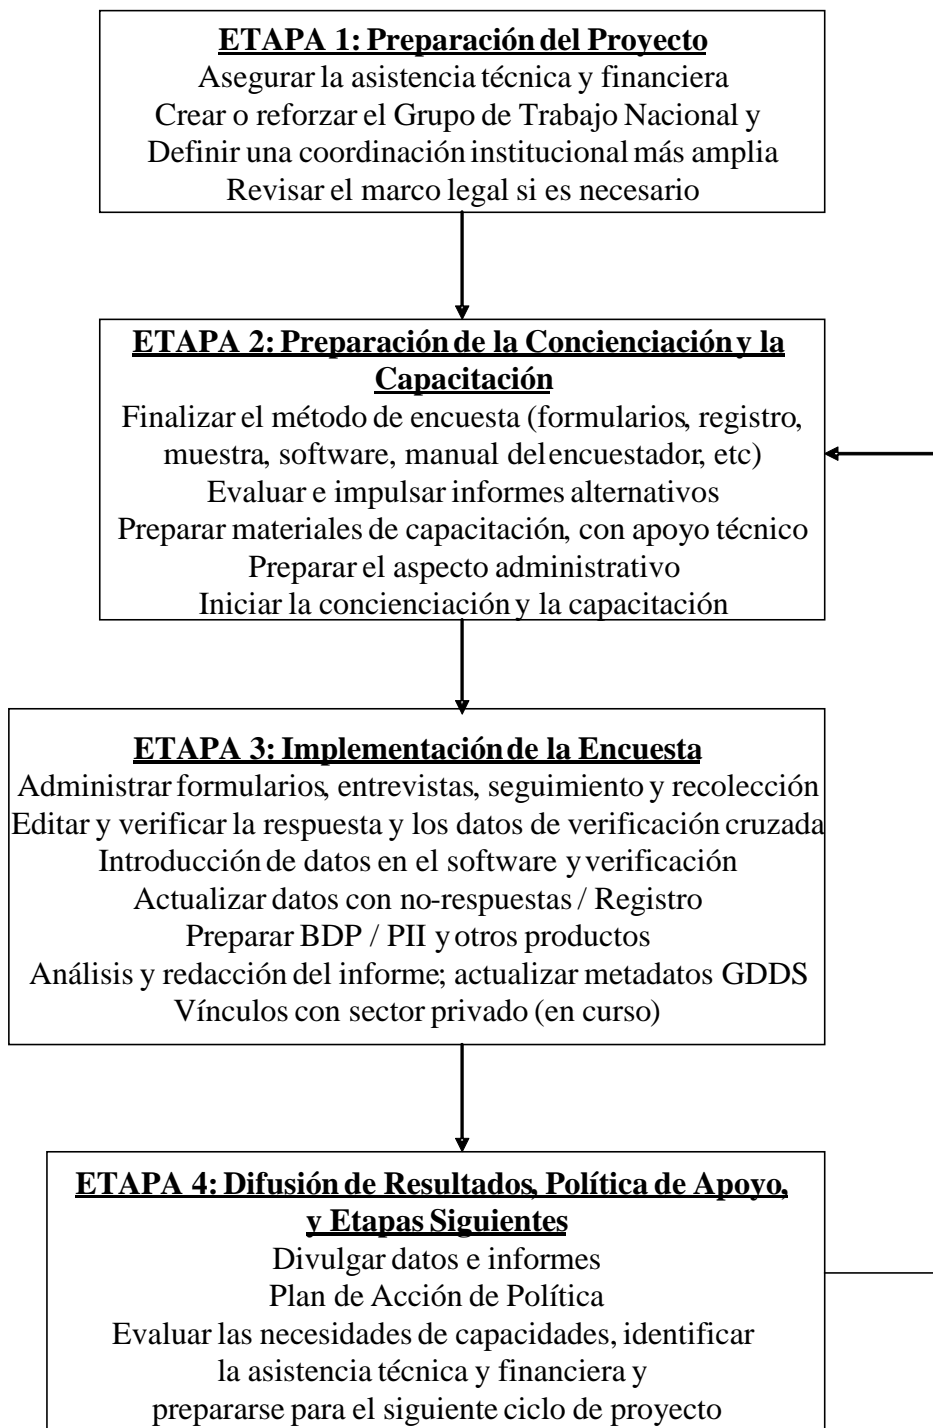 ETAPA 1: Preparación del Proyecto
Asegurar la asistencia técnica y financiera
Crear o reforzar el Grupo de Trabajo Nacional y
Definir una coordinación institucional más amplia
Revisar el marco legal si es necesario
ETAPA 2: Preparación de la Concienciación y la
Capacitación
Finalizar el método de encuesta (formularios, registro,
muestra, software, manual del encuestador, etc)
Evaluar e impulsar informes alternativos
Preparar materiales de capacitación, con apoyo técnico
Preparar el aspecto administrativo
Iniciar la concienciación y la capacitación
ETAPA 3: Implementación de la Encuesta
Administrar formularios, entrevistas, seguimiento y recolección
Editar y verificar la respuesta y los datos de verificación cruzada
Introducción de datos en el software y verificación
Actualizar datos con no-respuestas / Registro
Preparar BDP / PII y otros productos
Análisis y redacción del informe; actualizar metadatos GDDS
Vínculos con sector privado (en curso)
ETAPA 4: Difusión de Resultados, Política de Apoyo,
y Etapas Siguientes
Divulgar datos e informes
Plan de Acción de Política
Evaluar las necesidades de capacidades, identificar
la asistencia técnica y financiera y
prepararse para el siguiente ciclo de proyecto